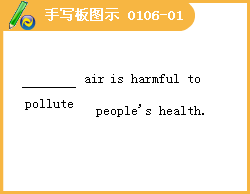 手写板图示 0106-01
_______ air is harmful to
pollute people's health.